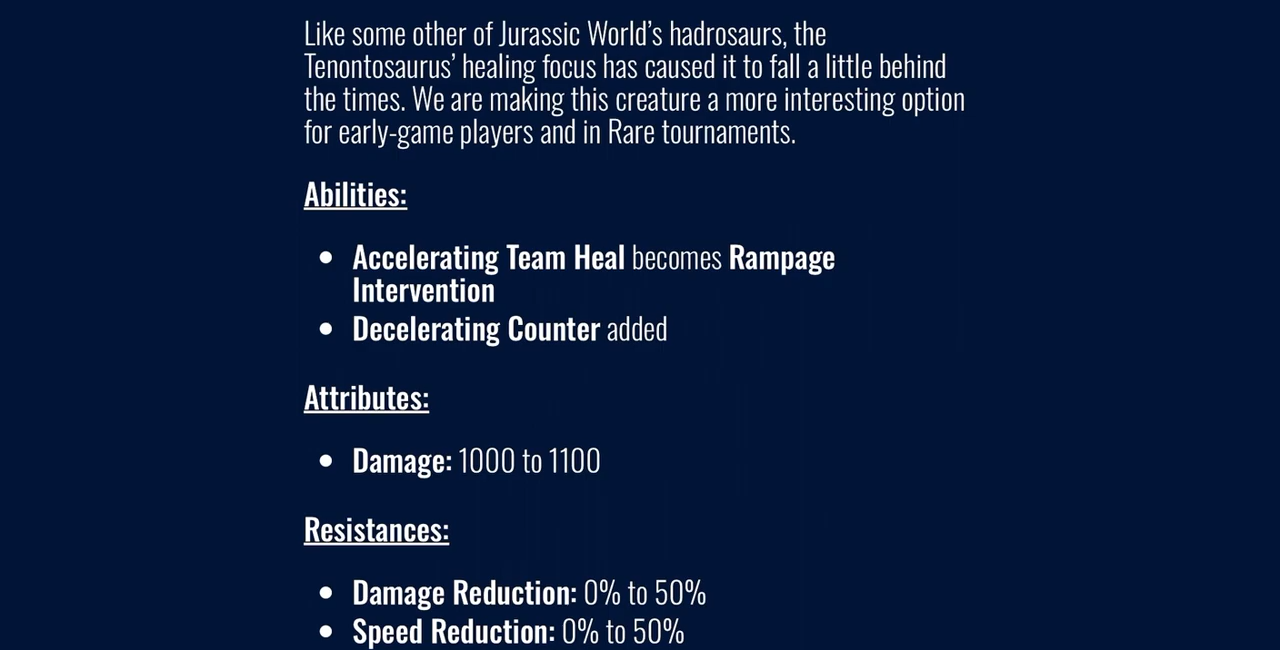 Like some other of Jurassic World’s hadrosaurs, the
Tenontosaurus’ healing focus has caused it to fall a little behind
the times. We are making this creature a more interesting option
for early-game players and in Rare tournaments.
Abilities:
• Accelerating Team Heal becomes Rampage
Intervention
• Decelerating Counter added
Attributes:
• Damage: 1000 to 1100
Resistances:
• Damage Reduction: 0% to 50%
• Speed Reduction: 0% to 50%